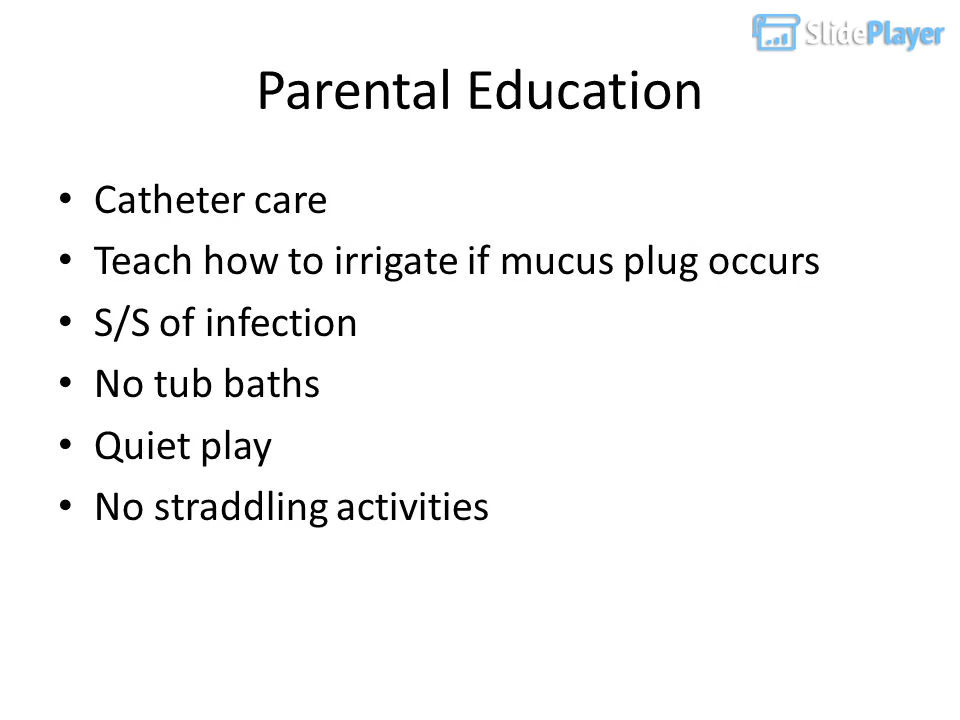 SlidePlayer
Parental Education
• Catheter care
• Teach how to irrigate if mucus plug occurs
• S/S of infection
• No tub baths
• Quiet play
• No straddling activities